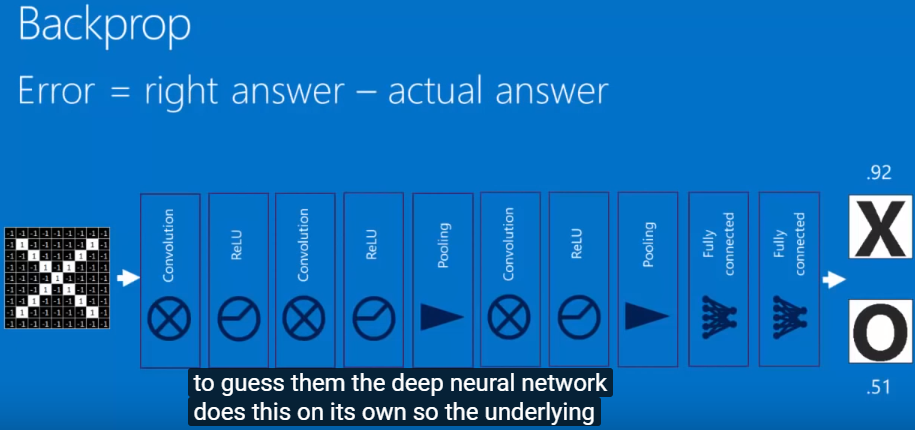 Backprop
Error = right answer – actual answer
.92
Convolution
ReLU
Convolution
ReLU
Pooling
Convolution
ReLU
Pooling
Fully
connected
Fully
connected
X
O
.51
to guess them the deep neural network
does this on its own so the underlying